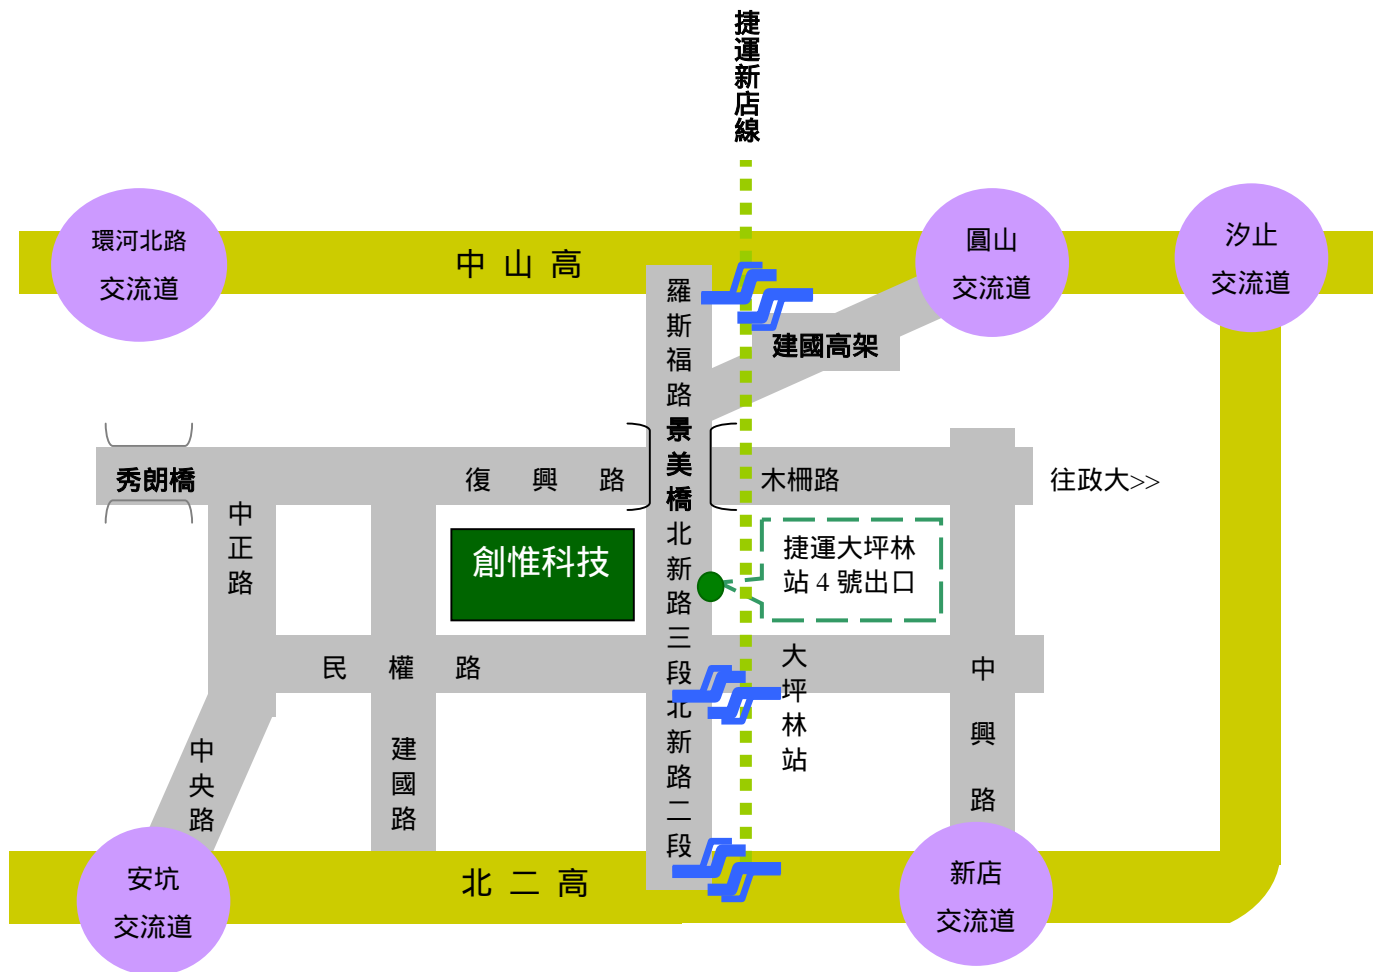 捷運新店線
環河北路
交流道
中山高
圓山
交流道
汐止
交流道
羅斯福路
建國高架
景美橋
秀朗橋
復興路
木柵路
往政大>>
中正路
創惟科技
北新路三段
捷運大坪林
站 4 號出口
民權路
大坪林站
中興路
中央路
建國路
北新路二段
安坑
交流道
北二高
新店
交流道